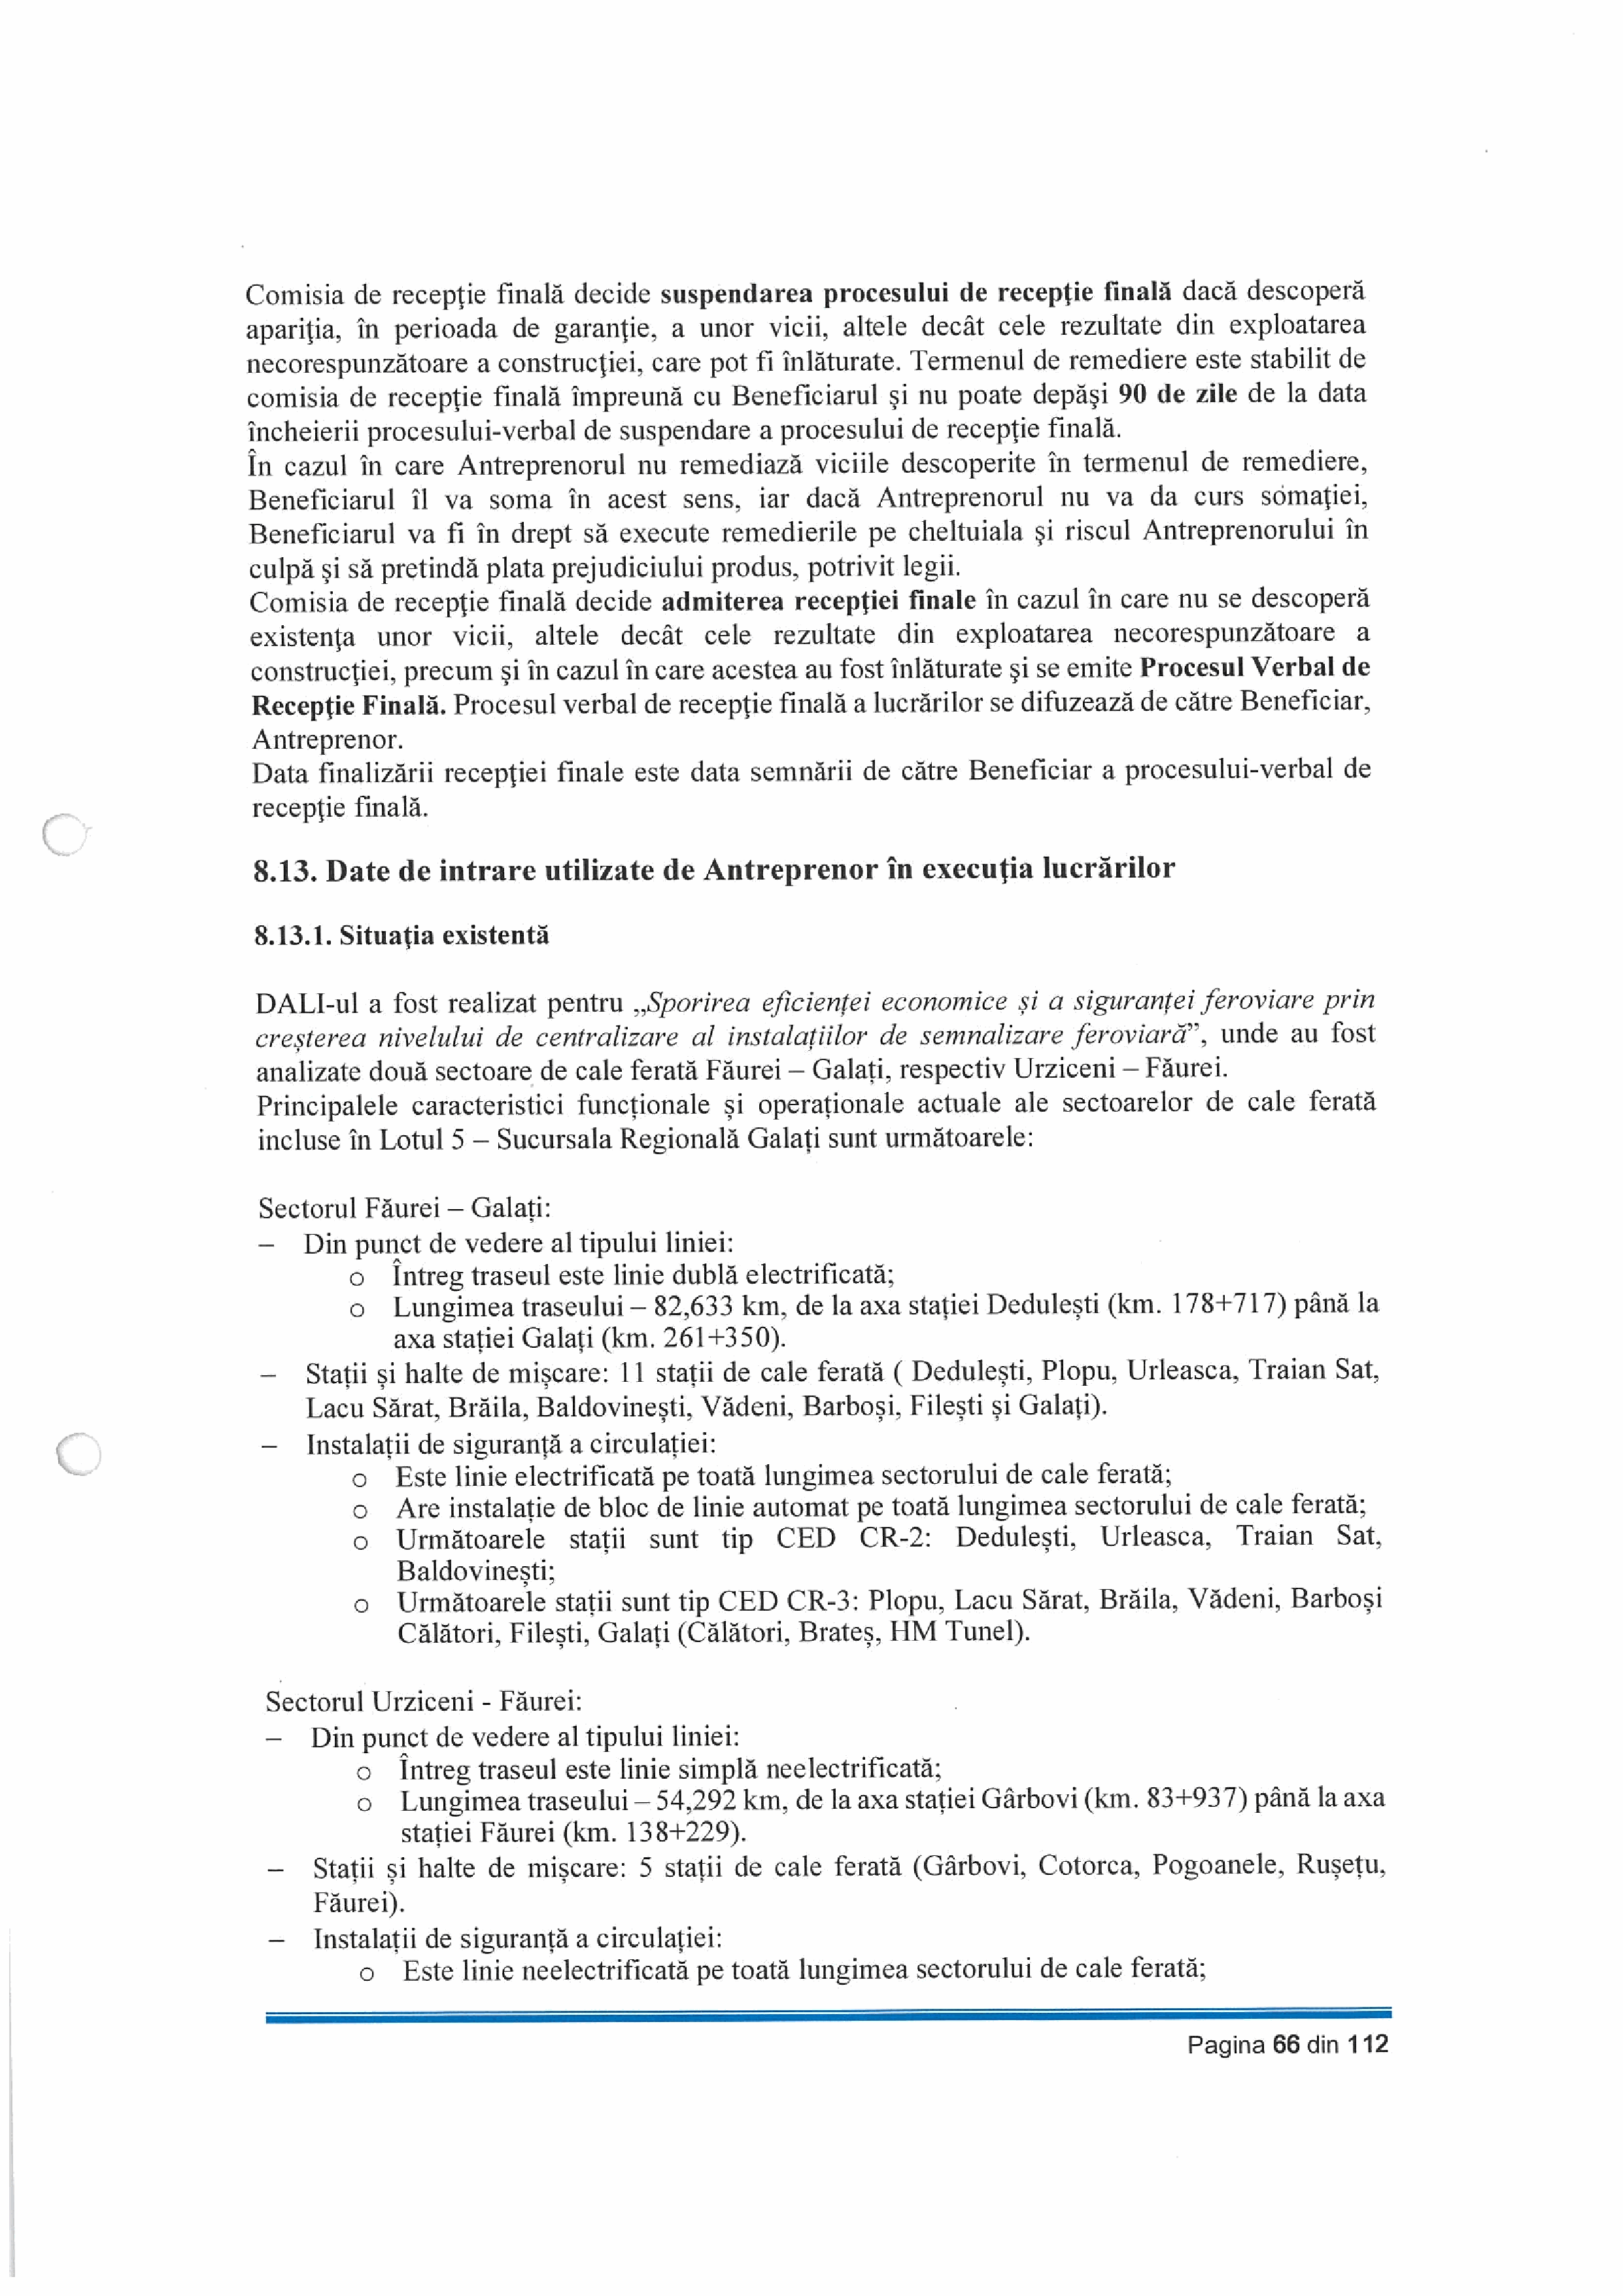 Comisia de recepţie finală decide suspendarea procesului de recepţie finală dacă descoperă
apariţia, în perioada de garanţie, a unor vicii, altele decât cele rezultate din exploatarea
necorespunzătoare a construcţiei, care pot fi înlăturate. Termenul de remediere este stabilit de
comisia de recepţie finală împreună cu Beneficiarul şi nu poate depăşi 90 de zile de la data
încheierii procesului-verbal de suspendare a procesului de recepţie finală.
În cazul în care Antreprenorul nu remediază viciile descoperite în termenul de remediere,
Beneficiarul îl va soma în acest sens, iar dacă Antreprenorul nu va da curs somaţiei,
Beneficiarul va fi în drept să execute remedierile pe cheltuiala şi riscul Antreprenorului în
culpă şi să pretindă plata prejudiciului produs, potrivit legii.
Comisia de recepţie finală decide admiterea recepţiei finale în cazul în care nu se descoperă
existenţa unor vicii, altele decât cele rezultate din exploatarea necorespunzătoare a
construcţiei, precum şi în cazul în care acestea au fost înlăturate şi se emite Procesul Verbal de
Recepţie Finală. Procesul verbal de recepţie finală a lucrărilor se difuzează de către Beneficiar,
Antreprenor.
Data finalizării recepţiei finale este data semnării de către Beneficiar a procesului-verbal de
recepţie finală.
8.13. Date de intrare utilizate de Antreprenor în execuţia lucrărilor
8.13.1. Situaţia existentă
DALI-ul a fost realizat pentru „Sporirea eficienței economice și a siguranței feroviare prin
creșterea nivelului de centralizare al instalațiilor de semnalizare feroviară”, unde au fost
analizate două sectoare de cale ferată Făurei – Galați, respectiv Urziceni – Făurei.
Principalele caracteristici funcționale și operaționale actuale ale sectoarelor de cale ferată
incluse în Lotul 5 – Sucursala Regională Galați sunt următoarele:
Sectorul Făurei – Galați:
– Din punct de vedere al tipului liniei:
o Întreg traseul este linie dublă electrificată;
o Lungimea traseului – 82,633 km, de la axa stației Dedulești (km. 178+717) până la
axa stației Galați (km. 261+350).
– Stații și halte de mișcare: 11 stații de cale ferată ( Dedulești, Plopu, Urleasca, Traian Sat,
Lacu Sărat, Brăila, Baldovinești, Vădeni, Barboși, Filești și Galați).
– Instalații de siguranță a circulației:
o Este linie electrificată pe toată lungimea sectorului de cale ferată;
o Are instalație de bloc de linie automat pe toată lungimea sectorului de cale ferată;
o Următoarele stații sunt tip CED CR-2: Dedulești, Urleasca, Traian Sat,
Baldovinești;
o Următoarele stații sunt tip CED CR-3: Plopu, Lacu Sărat, Brăila, Vădeni, Barboși
Călători, Filești, Galați (Călători, Brateș, HM Tunel).
Sectorul Urziceni - Făurei:
– Din punct de vedere al tipului liniei:
o Întreg traseul este linie simplă neelectrificată;
o Lungimea traseului – 54,292 km, de la axa stației Gârbovi (km. 83+937) până la axa
stației Făurei (km. 138+229).
– Stații și halte de mișcare: 5 stații de cale ferată (Gârbovi, Cotorca, Pogoanele, Rușețu,
Făurei).
– Instalații de siguranță a circulației:
o Este linie neelectrificată pe toată lungimea sectorului de cale ferată;
Pagina 66 din 112